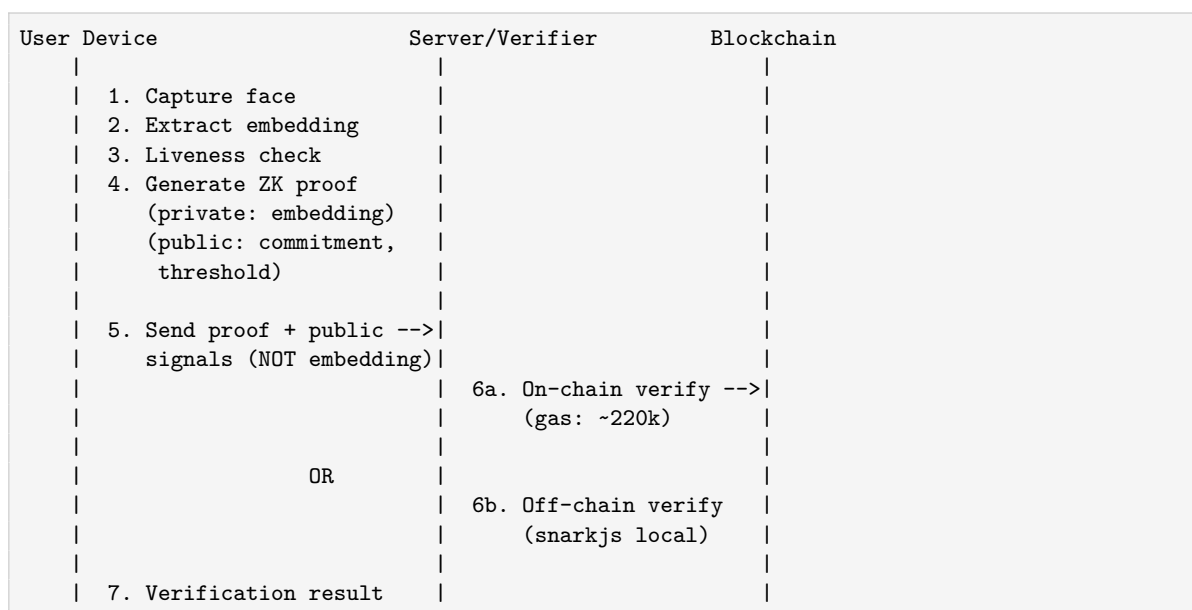 User Device                    Server/Verifier         Blockchain
    |                             |                          |
    |  1. Capture face            |                          |
    |  2. Extract embedding       |                          |
    |  3. Liveness check          |                          |
    |  4. Generate ZK proof       |                          |
    |     (private: embedding)    |                          |
    |     (public: commitment,    |                          |
    |      threshold)             |                          |
    |                             |                          |
    |  5. Send proof + public -->|                          |
    |     signals (NOT embedding)|                          |
    |                             |  6a. On-chain verify -->|
    |                             |      (gas: ~220k)        |
    |                             |                          |
    |                  OR         |                          |
    |                             |  6b. Off-chain verify    |
    |                             |      (snarkjs local)     |
    |                             |                          |
    |  7. Verification result     |                          |